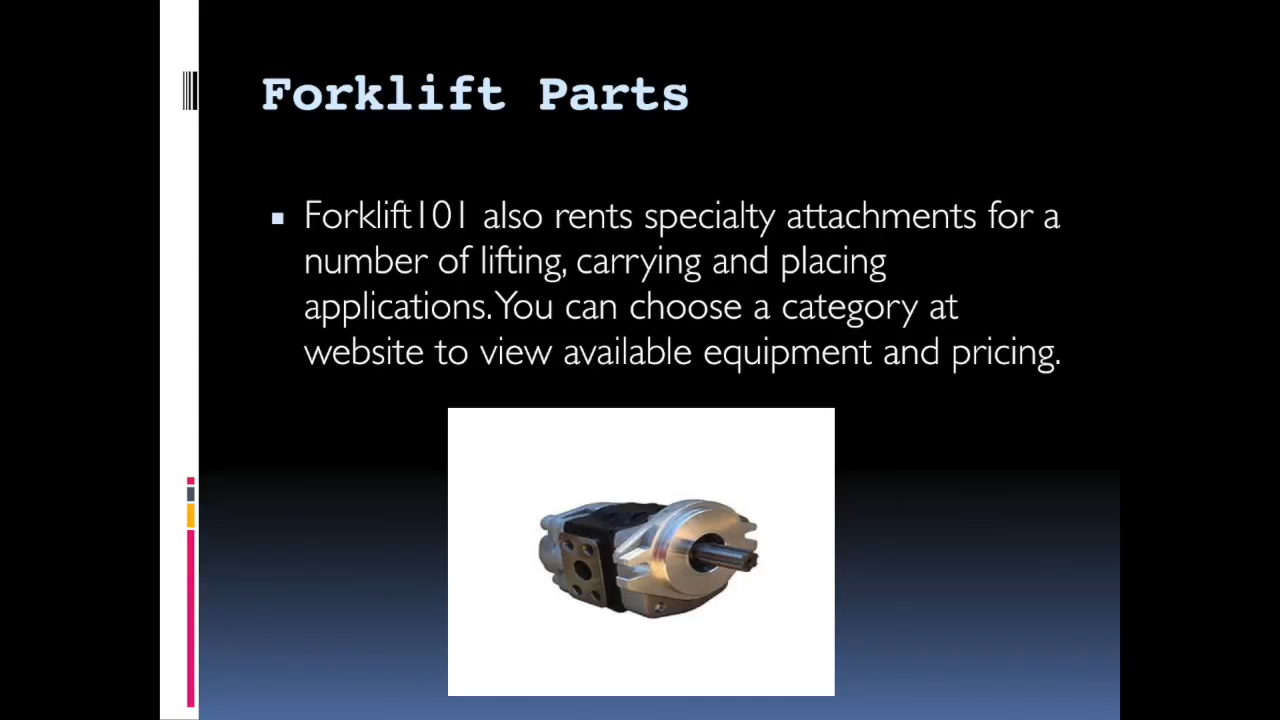 Forklift Parts
Forklift101 also rents specialty attachments for a
number of lifting, carrying and placing
applications. You can choose a category at
website to view available equipment and pricing.